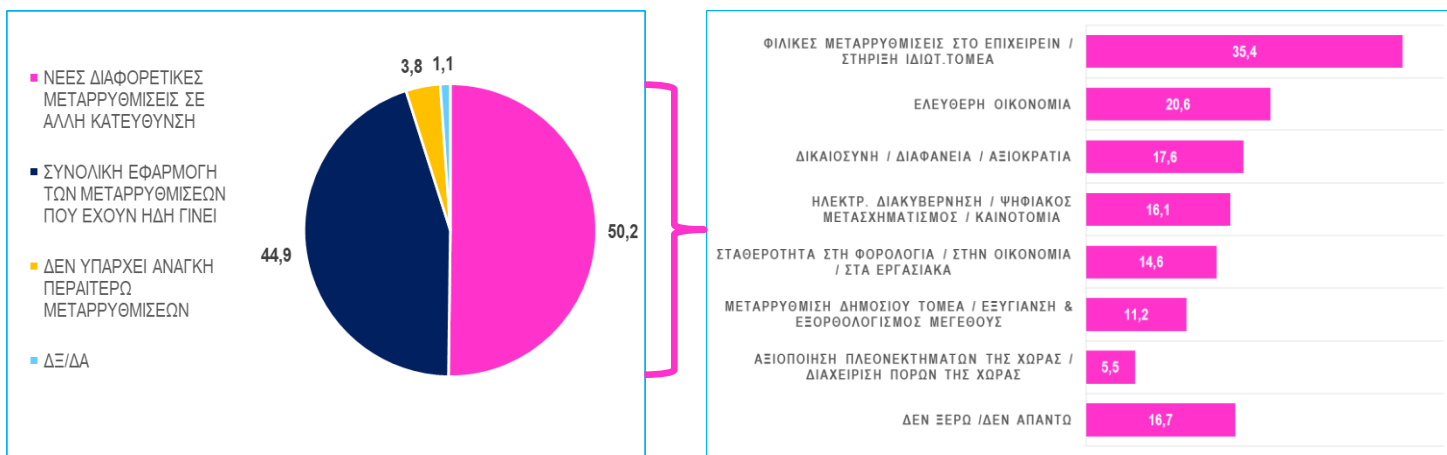 ΝΕΕΣ ΔΙΑΦΟΡΕΤΙΚΕΣ
ΜΕΤΑΡΡΥΘΜΙΣΕΙΣ ΣΕ
ΑΛΛΗ ΚΑΤΕΥΘΥΝΣΗ
ΣΥΝΟΛΙΚΗ ΕΦΑΡΜΟΓΗ
ΤΩΝ ΜΕΤΑΡΡΥΘΜΙΣΕΩΝ
ΠΟΥ ΕΧΟΥΝ ΗΔΗ ΓΙΝΕΙ
ΔΕΝ ΥΠΑΡΧΕΙ ΑΝΑΓΚΗ
ΠΕΡΑΙΤΕΡΩ
ΜΕΤΑΡΡΥΘΜΙΣΕΩΝ
ΔΞ/ΔΑ
3,8
1,1
50,2
44,9
ΦΙΛΙΚΕΣ ΜΕΤΑΡΡΥΘΜΙΣΕΙΣ ΣΤΟ ΕΠΙΧΕΙΡΕΙΝ /
ΣΤΗΡΙΞΗ ΙΔΙΩΤ.ΤΟΜΕΑ
35,4
ΕΛΕΥΘΕΡΗ ΟΙΚΟΝΟΜΙΑ
20,6
ΔΙΚΑΙΟΣΥΝΗ / ΔΙΑΦΑΝΕΙΑ / ΑΞΙΟΚΡΑΤΙΑ
17,6
ΗΛΕΚΤΡ. ΔΙΑΚΥΒΕΡΝΗΣΗ / ΨΗΦΙΑΚΟΣ
ΜΕΤΑΣΧΗΜΑΤΙΣΜΟΣ / ΚΑΙΝΟΤΟΜΙΑ
16,1
ΣΤΑΘΕΡΟΤΗΤΑ ΣΤΗ ΦΟΡΟΛΟΓΙΑ / ΣΤΗΝ ΟΙΚΟΝΟΜΙΑ
/ ΣΤΑ ΕΡΓΑΣΙΑΚΑ
14,6
ΜΕΤΑΡΡΥΘΜΙΣΗ ΔΗΜΟΣΙΟΥ ΤΟΜΕΑ / ΕΞΥΓΙΑΝΣΗ &
ΕΞΟΡΘΟΛΟΓΙΣΜΟΣ ΜΕΓΕΘΟΥΣ
11,2
ΑΞΙΟΠΟΙΗΣΗ ΠΛΕΟΝΕΚΤΗΜΑΤΩΝ ΤΗΣ ΧΩΡΑΣ /
ΔΙΑΧΕΙΡΙΣΗ ΠΟΡΩΝ ΤΗΣ ΧΩΡΑΣ
5,5
ΔΕΝ ΞΕΡΩ /ΔΕΝ ΑΠΑΝΤΩ
16,7